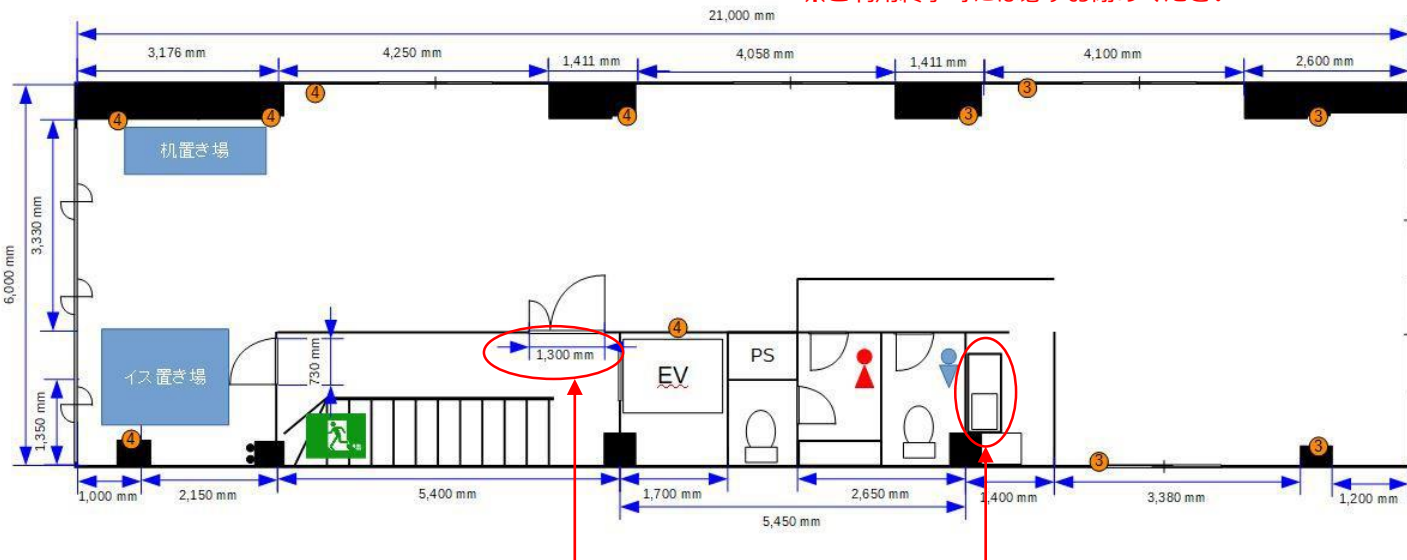 21,000 mm
3,176 mm
4,250 mm
1,411 mm
4,058 mm
1,411 mm
4,100 mm
2,600 mm
4
4
4
4
3
3
3
机置き場
6,000 mm
3,330 mm
4
1,300 mm
730 mm
イス置き場
EV
PS
1,350 mm
4
3
3
1,000 mm
2,150 mm
5,400 mm
1,700 mm
2,650 mm
1,400 mm
3,380 mm
1,200 mm
5,450 mm